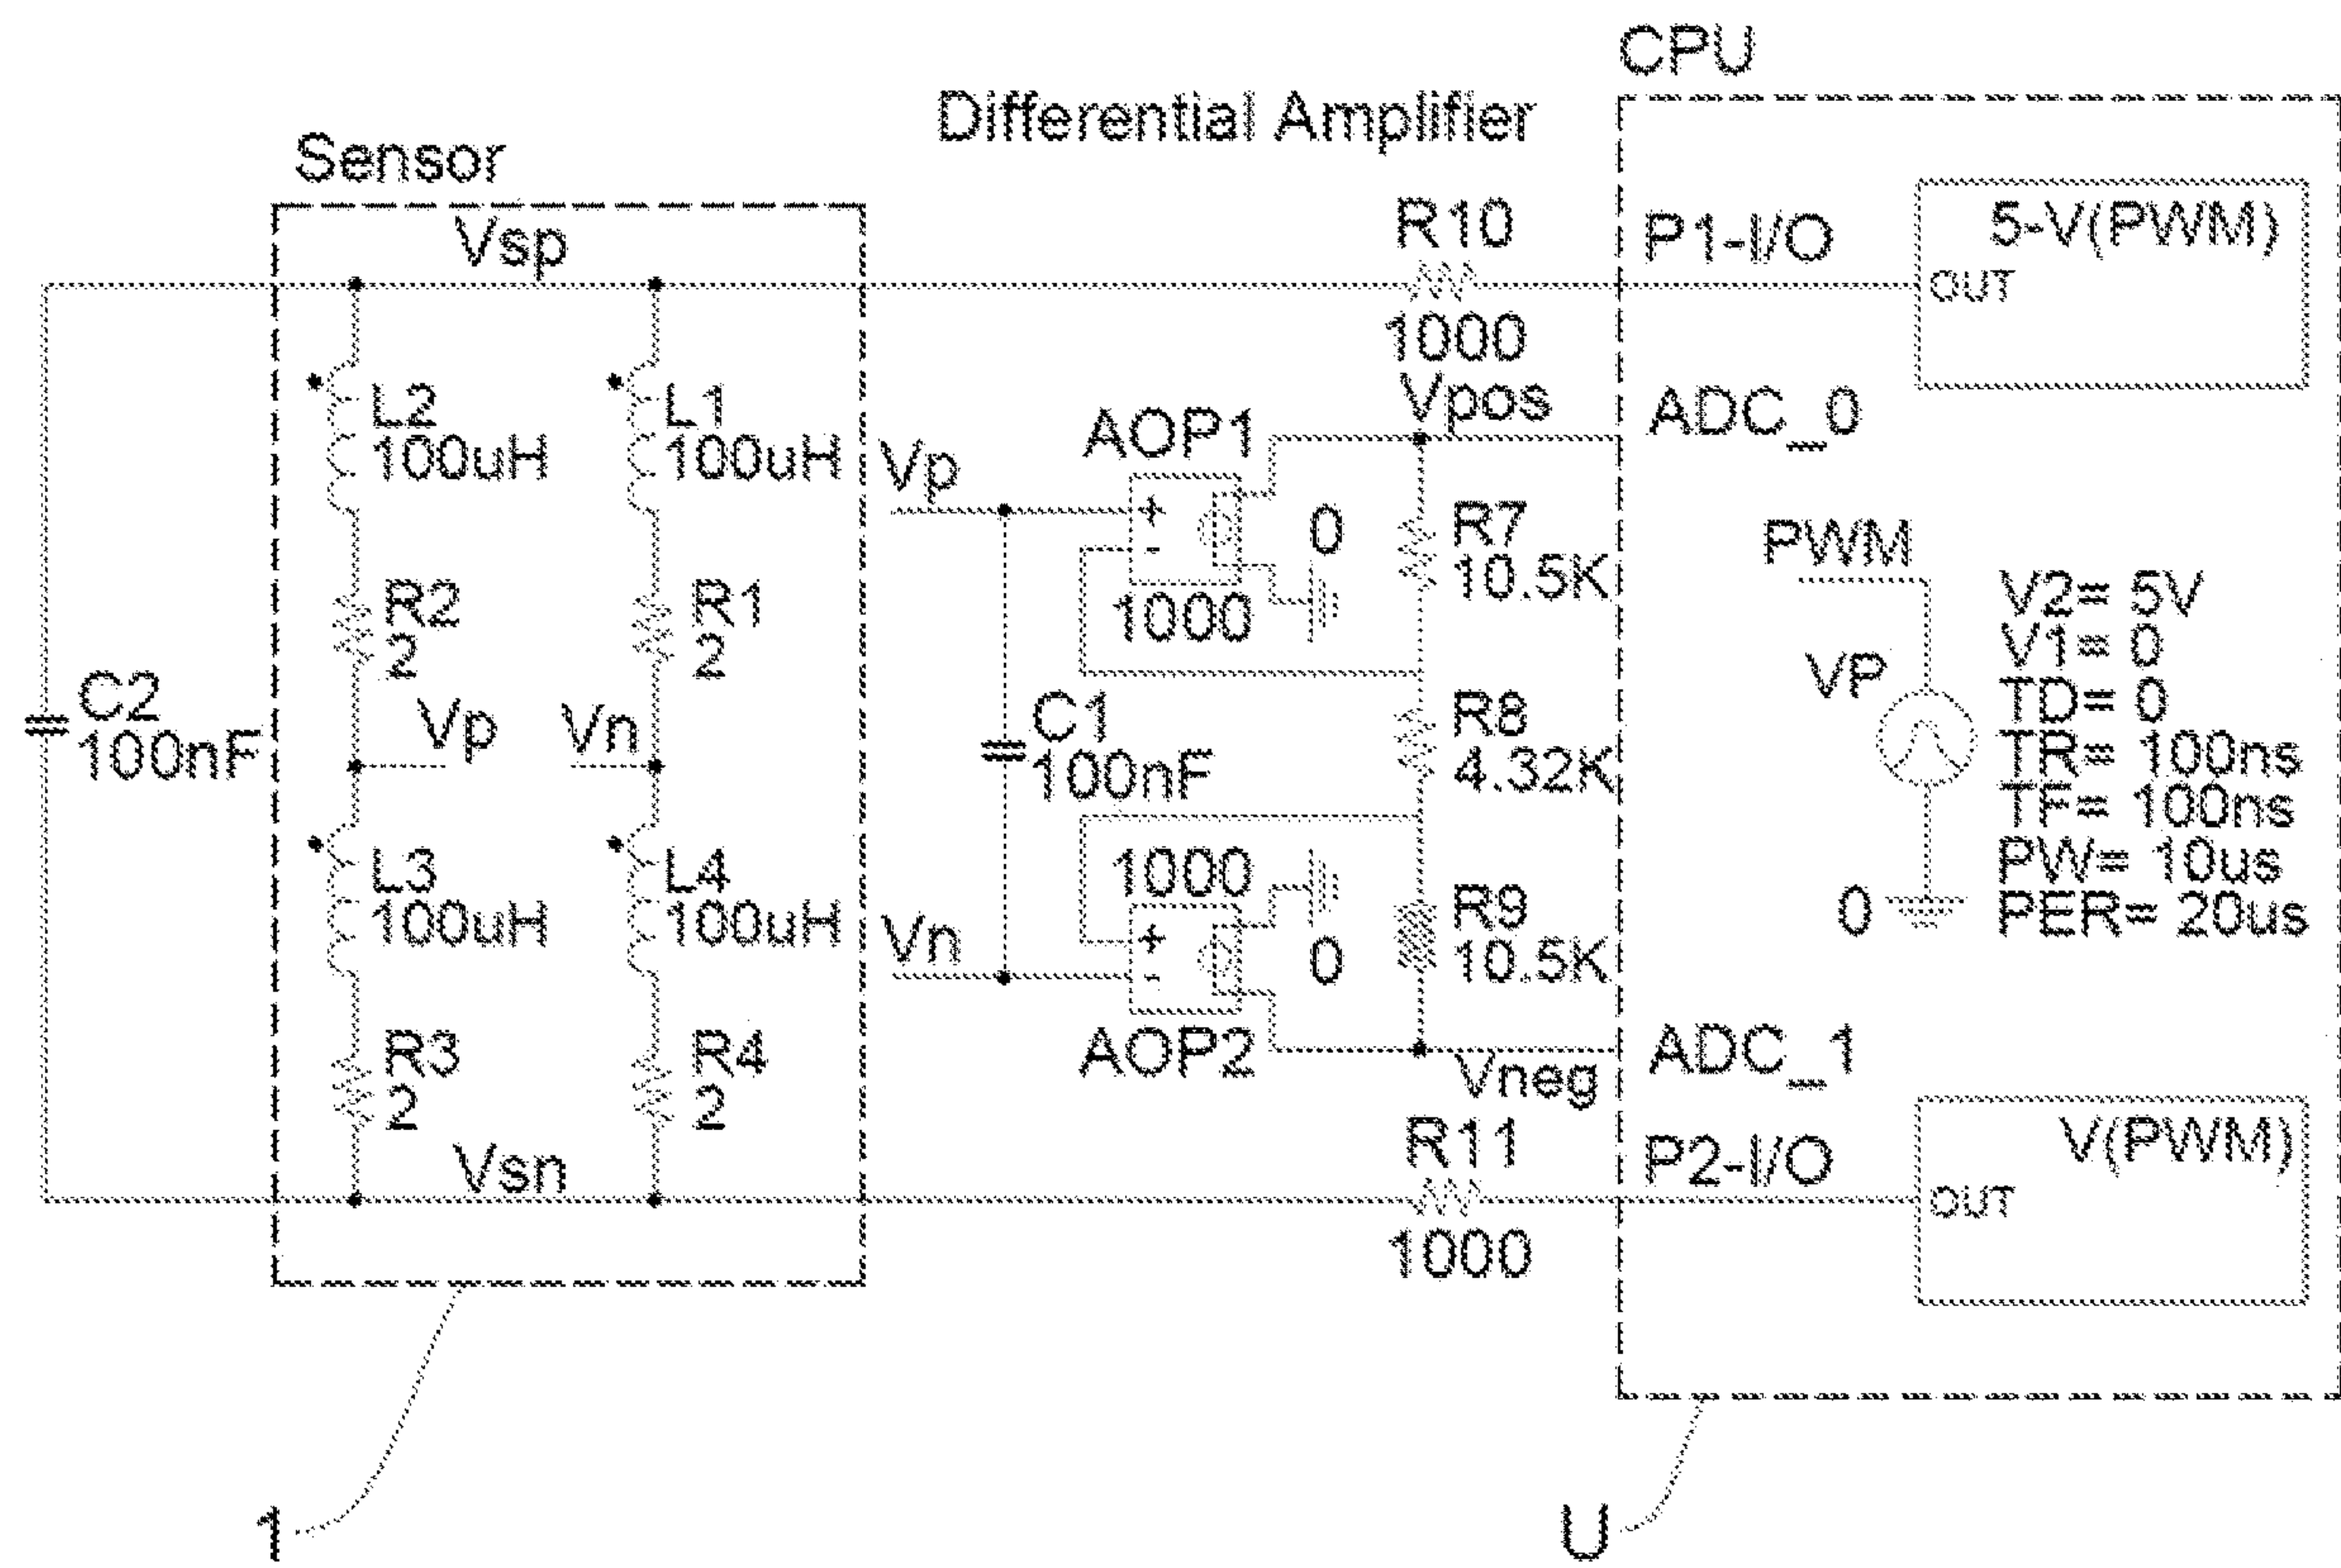 CPU
Differential Amplifier
Sensor
Vsp
R10
1000
P1-I/O
5-V(PWM)
OUT
L2
100uH
L1
100uH
Vpos
ADC_0
AOP1
Vp
+
-
1000
0
R7
10.5K
PWM
VP
0
V2= 5V
V1= 0
TD= 0
TR= 100ns
TF= 100ns
PW= 10us
PER= 20us
R2
2
R1
2
C2
100nF
Vp
Vn
C1
100nF
R8
4.32K
L3
100uH
L4
100uH
1000
0
Vn
+
-
AOP2
R9
10.5K
R3
2
R4
2
ADC_1
Vneg
Vsn
R11
1000
P2-I/O
V(PWM)
OUT
1
U